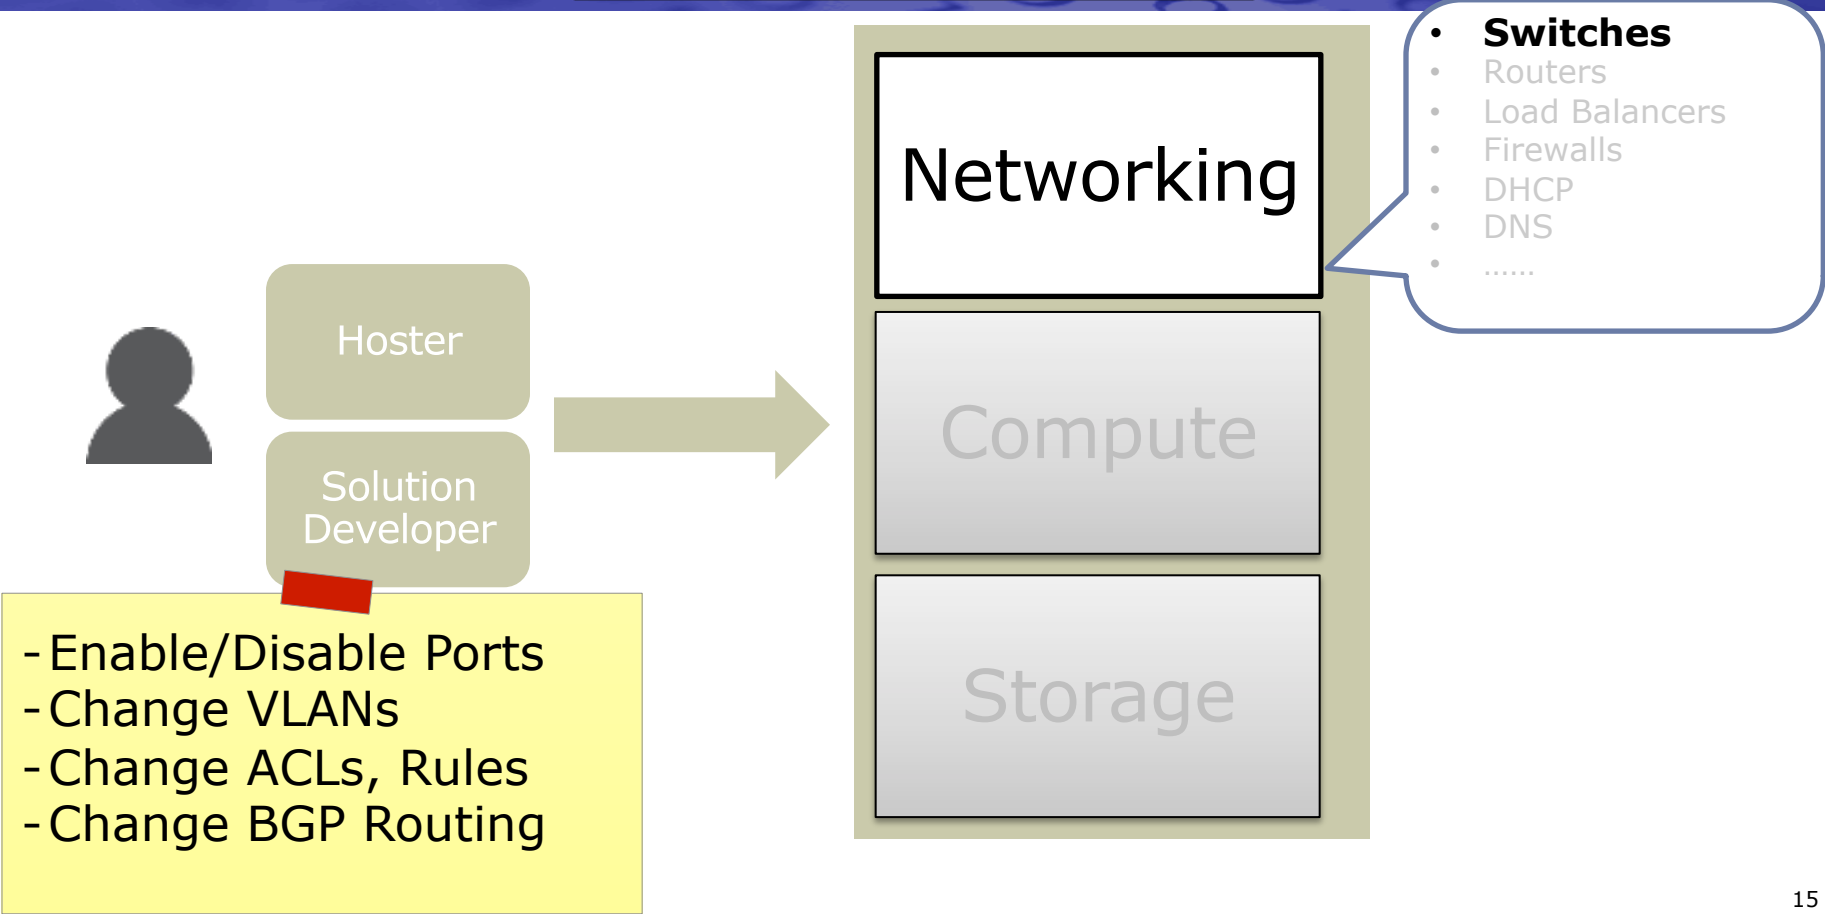 • Switches
• Routers
• Load Balancers
• Firewalls
• DHCP
• DNS
• ......
Networking
Hoster
Compute
Solution
Developer
-Enable/Disable Ports
-Change VLANs
-Change ACLs, Rules
-Change BGP Routing
Storage
15